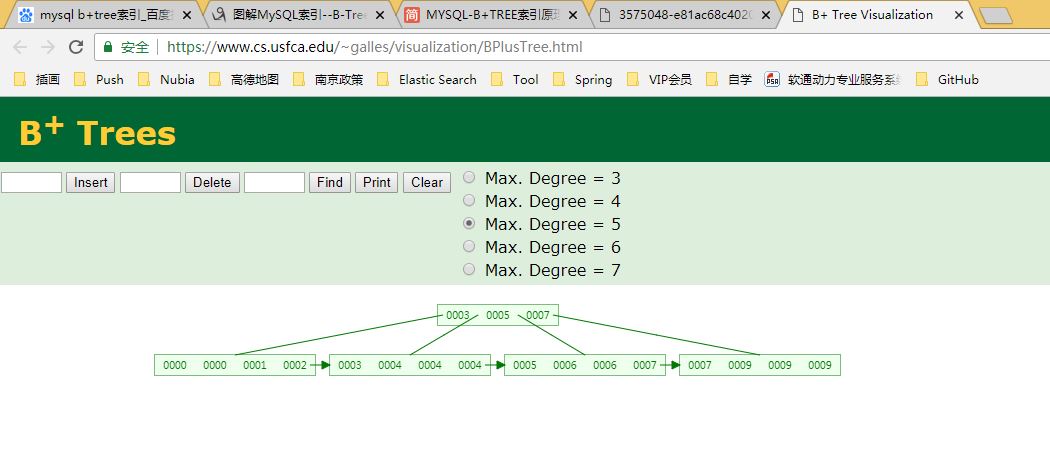 mysql b+tree索引_百度
图解MySQL索引--B-Tree
简 MYSQL-B+TREE索引原
3575048-e81ac68c402
B+ Tree Visualization
安全 https://www.cs.usfca.edu/~galles/visualization/BPlusTree.html
插画 Push Nubia 高德地图 南京政策 Elastic Search Tool Spring VIP会员 自学 软通动力专业服务系 GitHub
B+ Trees
Insert Delete Find Print Clear
Max. Degree = 3
Max. Degree = 4
Max. Degree = 5
Max. Degree = 6
Max. Degree = 7
0003 0005 0007
0000 0000 0001 0002 0003 0004 0004 0004 0005 0006 0006 0007 0007 0009 0009 0009